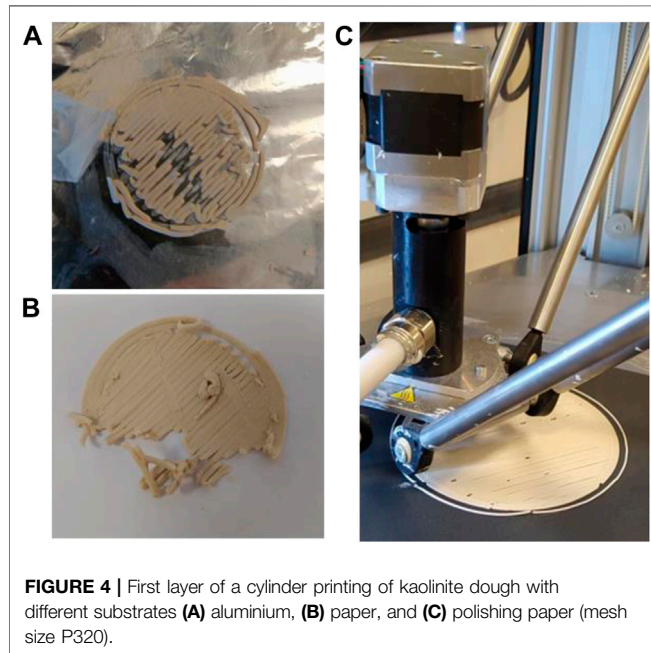 A
C
B
FIGURE 4 | First layer of a cylinder printing of kaolinite dough with
different substrates (A) aluminium, (B) paper, and (C) polishing paper (mesh
size P320).